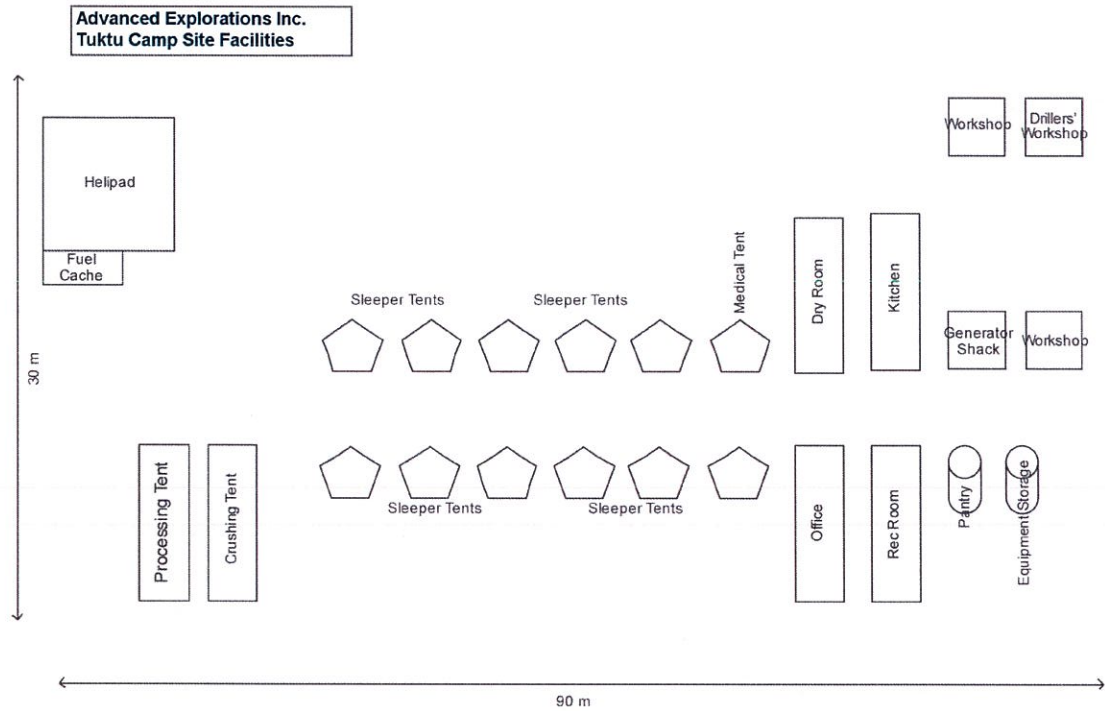 Advanced Explorations Inc.
Tuktu Camp Site Facilities
Workshop
Drillers'
Workshop
Helipad
Fuel
Cache
30 m
Sleeper Tents
Sleeper Tents
Medical Tent
Dry Room
Kitchen
Generator
Shack
Workshop
Processing Tent
Crushing Tent
Sleeper Tents
Sleeper Tents
Office
Rec Room
Pantry
Equipment Storage
90 m